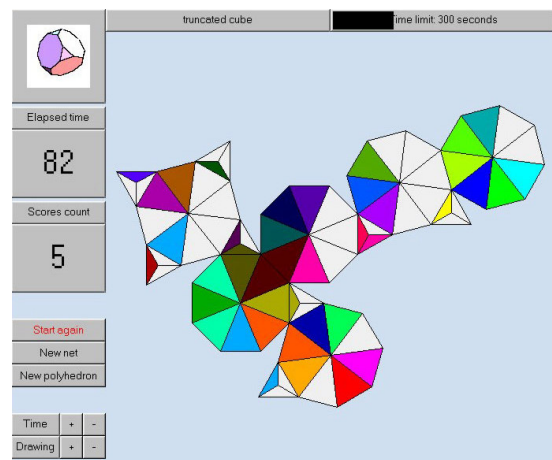 truncated cube
Time limit: 300 seconds
Elapsed time
82
Scores count
5
Start again
New net
New polyhedron
Time + -
Drawing + -